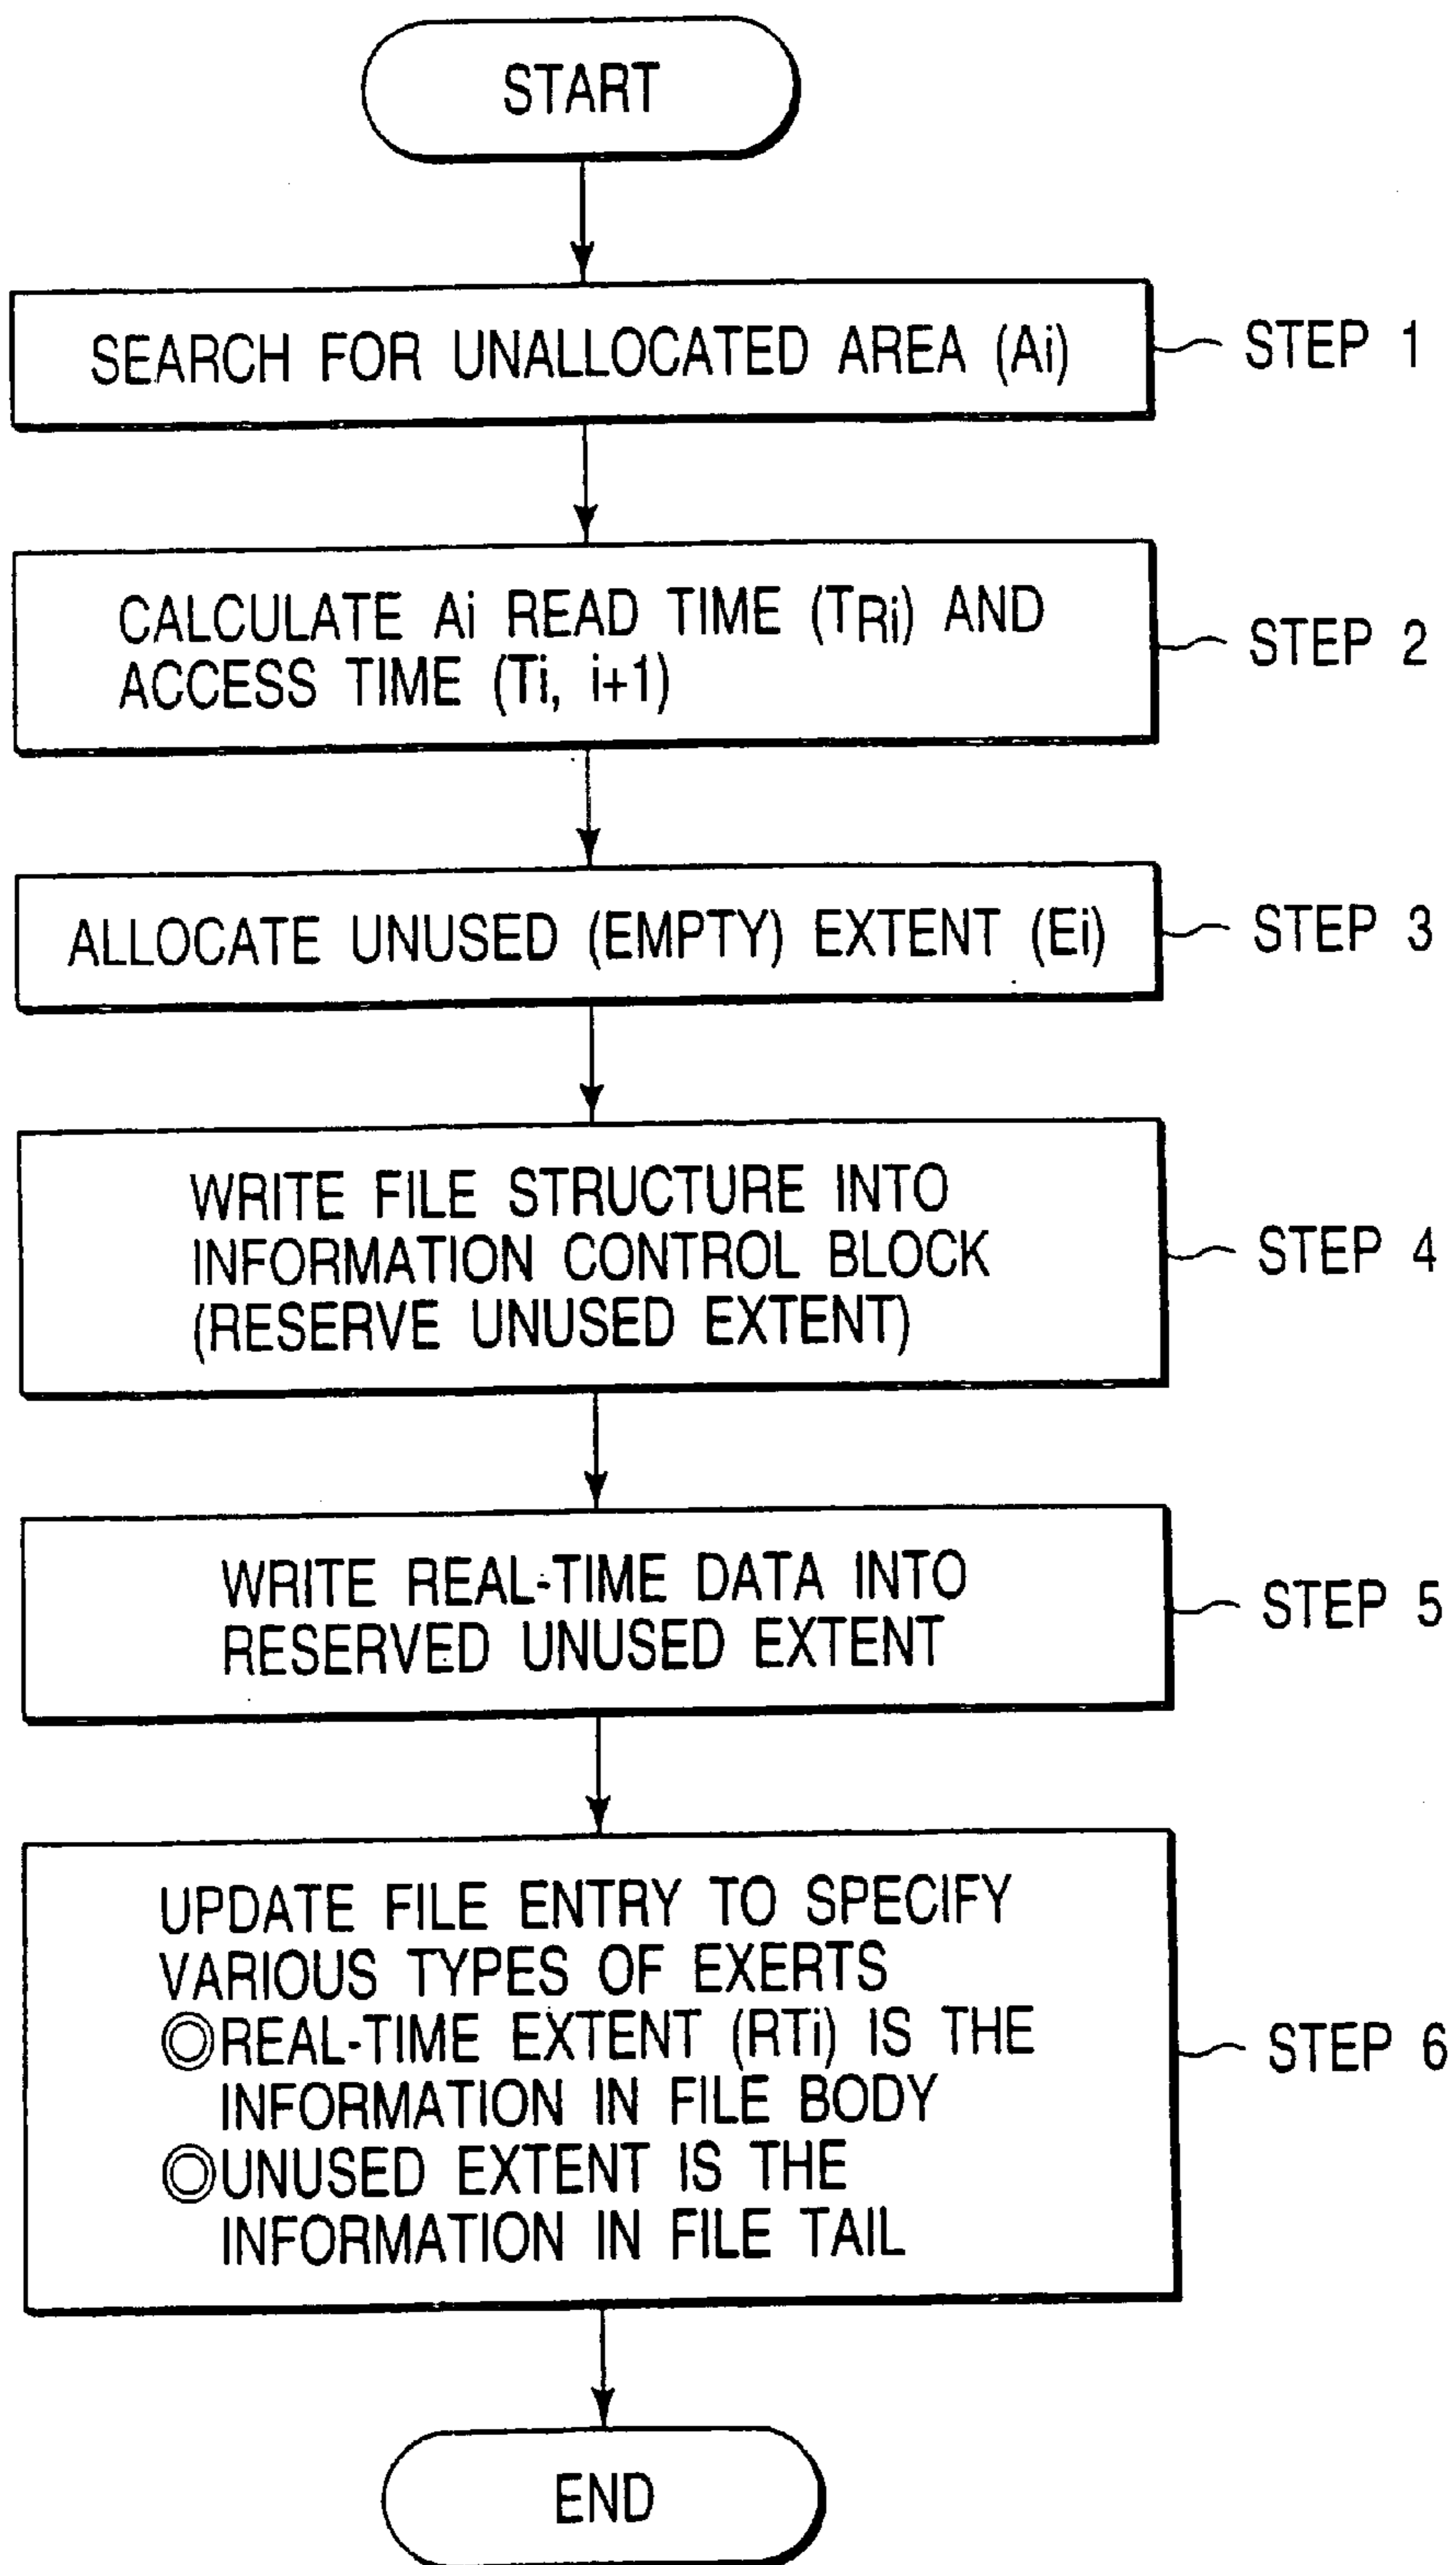 START
SEARCH FOR UNALLOCATED AREA (Ai)
STEP 1
CALCULATE Ai READ TIME (TRi) AND
ACCESS TIME (Ti, i+1)
STEP 2
ALLOCATE UNUSED (EMPTY) EXTENT (Ei)
STEP 3
WRITE FILE STRUCTURE INTO
INFORMATION CONTROL BLOCK
(RESERVE UNUSED EXTENT)
STEP 4
WRITE REAL-TIME DATA INTO
RESERVED UNUSED EXTENT
STEP 5
UPDATE FILE ENTRY TO SPECIFY
VARIOUS TYPES OF EXERTS
◎REAL-TIME EXTENT (RTi) IS THE
INFORMATION IN FILE BODY
◎UNUSED EXTENT IS THE
INFORMATION IN FILE TAIL
STEP 6
END